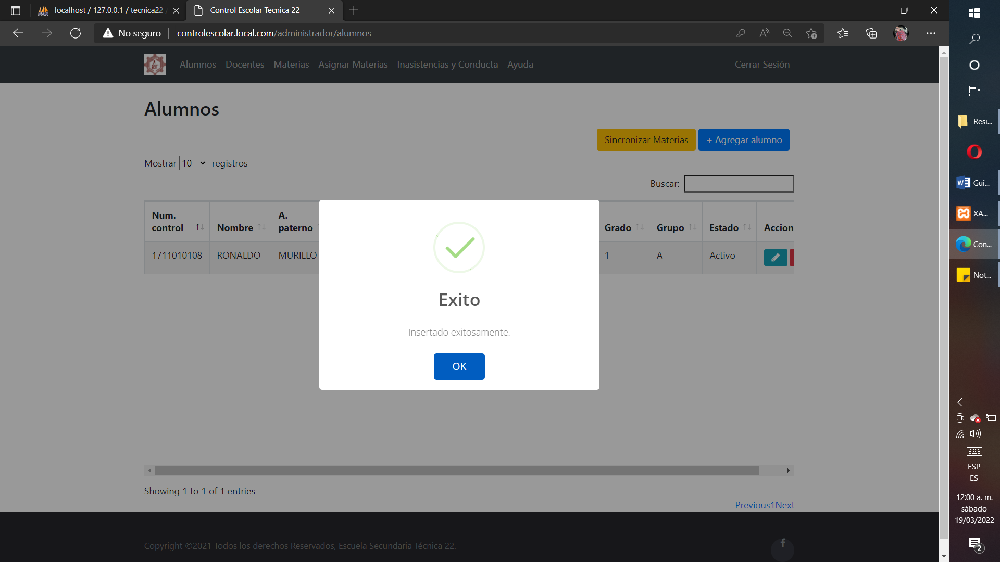 localhost / 127.0.0.1 / tecnica22
Control Escolar Tecnica 22
No seguro
controlescolar.local.com/administrador/alumnos
Alumnos Docentes Materias Asignar Materias Inasistencias y Conducta Ayuda Cerrar Sesión
Alumnos
Sincronizar Materias
+ Agregar alumno
Mostrar 10 registros
Buscar:
Num. control Nombre A. paterno Grado Grupo Estado Accion
1711010108 RONALDO MURILLO 1 A Activo
Exito
Insertado exitosamente.
OK
Showing 1 to 1 of 1 entries
Previous1Next
Copyright ©2021 Todos los derechos Reservados, Escuela Secundaria Técnica 22.
Resi...
Gui...
XA...
Con...
Not...
ESP
ES
12:00 a. m.
sábado
19/03/2022
2